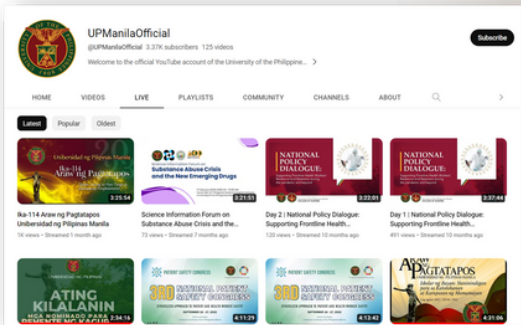 UPManilaOfficial
@UPManilaOfficial 3.37K subscribers 125 videos
Welcome to the official YouTube account of the University of the Philippine... >
Subscribe
HOME VIDEOS LIVE PLAYLISTS COMMUNITY CHANNELS ABOUT
Latest Popular Oldest
Unibersidad ng Pilipinas Manila
Ika-114
Araw ng Pagtatapos
3:25:54
Substance Abuse Crisis
and the New Emerging Drugs
3:21:51
NATIONAL
POLICY
DIALOGUE:
3:22:01
NATIONAL
POLICY
DIALOGUE:
3:37:44
Ika-114 Araw ng Pagtatapos
Unibersidad ng Pilipinas Manila
1K views • Streamed 1 month ago
Science Information Forum on
Substance Abuse Crisis and the...
73 views • Streamed 7 months ago
Day 2 | National Policy Dialogue:
Supporting Frontline Health...
120 views • Streamed 10 months ago
Day 1 | National Policy Dialogue:
Supporting Frontline Health...
491 views • Streamed 10 months ago
ATING
KILALANIN
MGA NOMINADO PARA
2:54:16
PATIENT SAFETY CONGRESS
3RD NATIONAL PATIENT
SAFETY CONGRESS
4:11:29
PATIENT SAFETY CONGRESS
3RD NATIONAL PATIENT
SAFETY CONGRESS
4:13:42
ARAW
PAGTATAPOS
4:31:06